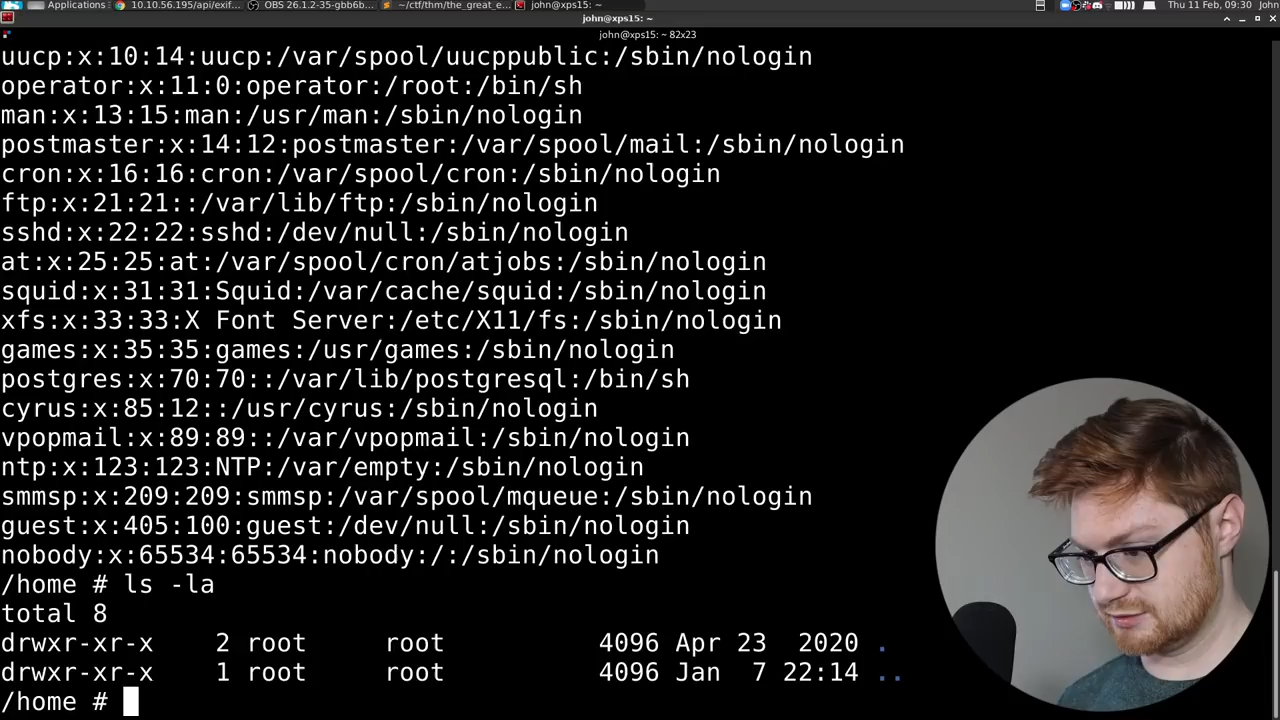 Applications
10.10.56.195/api/exif...
OBS 26.1.2-35-gbb6b...
~/ctf/thm/the_great_e...
john@xps15: ~
Thu 11 Feb, 09:30 John
john@xps15: ~
john@xps15: ~ 82x23
uucp:x:10:14:uucp:/var/spool/uucppublic:/sbin/nologin
operator:x:11:0:operator:/root:/bin/sh
man:x:13:15:man:/usr/man:/sbin/nologin
postmaster:x:14:12:postmaster:/var/spool/mail:/sbin/nologin
cron:x:16:16:cron:/var/spool/cron:/sbin/nologin
ftp:x:21:21::/var/lib/ftp:/sbin/nologin
sshd:x:22:22:sshd:/dev/null:/sbin/nologin
at:x:25:25:at:/var/spool/cron/atjobs:/sbin/nologin
squid:x:31:31:Squid:/var/cache/squid:/sbin/nologin
xfs:x:33:33:X Font Server:/etc/X11/fs:/sbin/nologin
games:x:35:35:games:/usr/games:/sbin/nologin
postgres:x:70:70::/var/lib/postgresql:/bin/sh
cyrus:x:85:12::/usr/cyrus:/sbin/nologin
vpopmail:x:89:89::/var/vpopmail:/sbin/nologin
ntp:x:123:123:NTP:/var/empty:/sbin/nologin
smmsp:x:209:209:smmsp:/var/spool/mqueue:/sbin/nologin
guest:x:405:100:guest:/dev/null:/sbin/nologin
nobody:x:65534:65534:nobody:/:/sbin/nologin
/home # ls -la
total 8
drwxr-xr-x    2 root     root          4096 Apr 23  2020 .
drwxr-xr-x    1 root     root          4096 Jan  7 22:14 ..
/home #